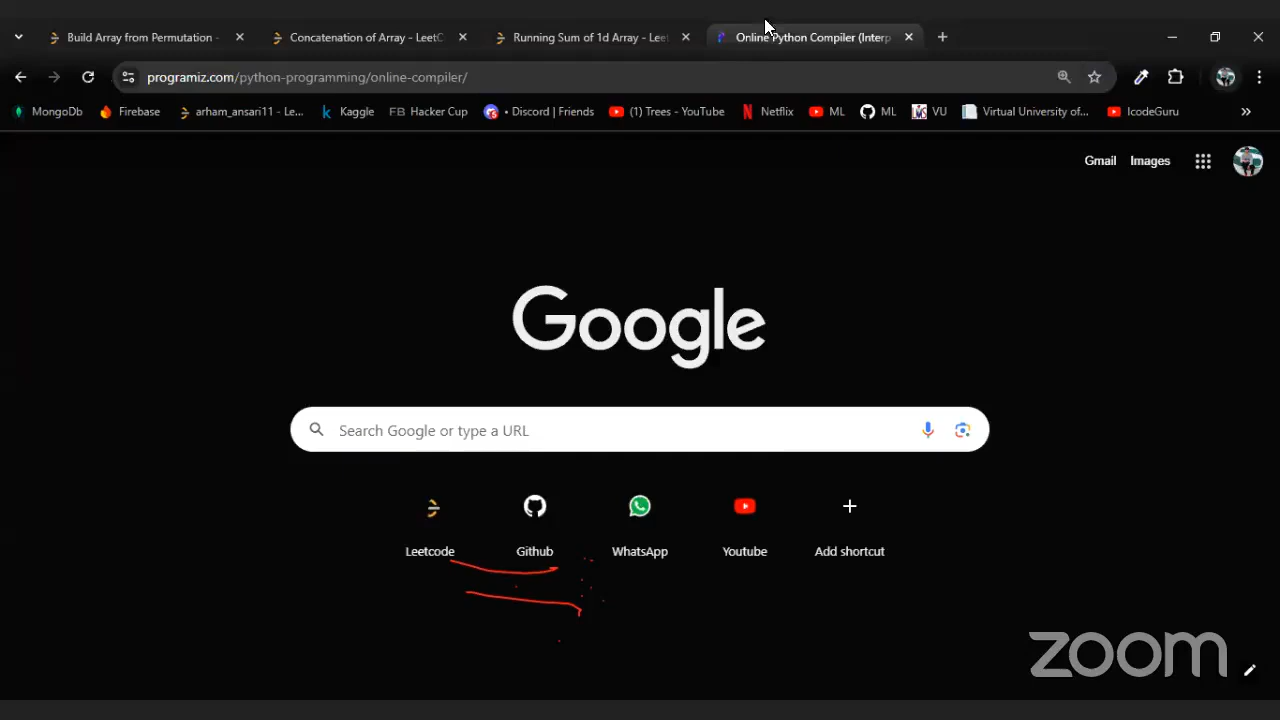 Build Array from Permutation -
Concatenation of Array - LeetC
Running Sum of 1d Array - Leet
Online Python Compiler (Interp
programiz.com/python-programming/online-compiler/
MongoDb
Firebase
arham_ansari11 - Le...
Kaggle
FB Hacker Cup
• Discord | Friends
(1) Trees - YouTube
Netflix
ML
ML
VU
Virtual University of...
IcodeGuru
»
Gmail Images
Google
Search Google or type a URL
Leetcode
Github
WhatsApp
Youtube
Add shortcut
zoom